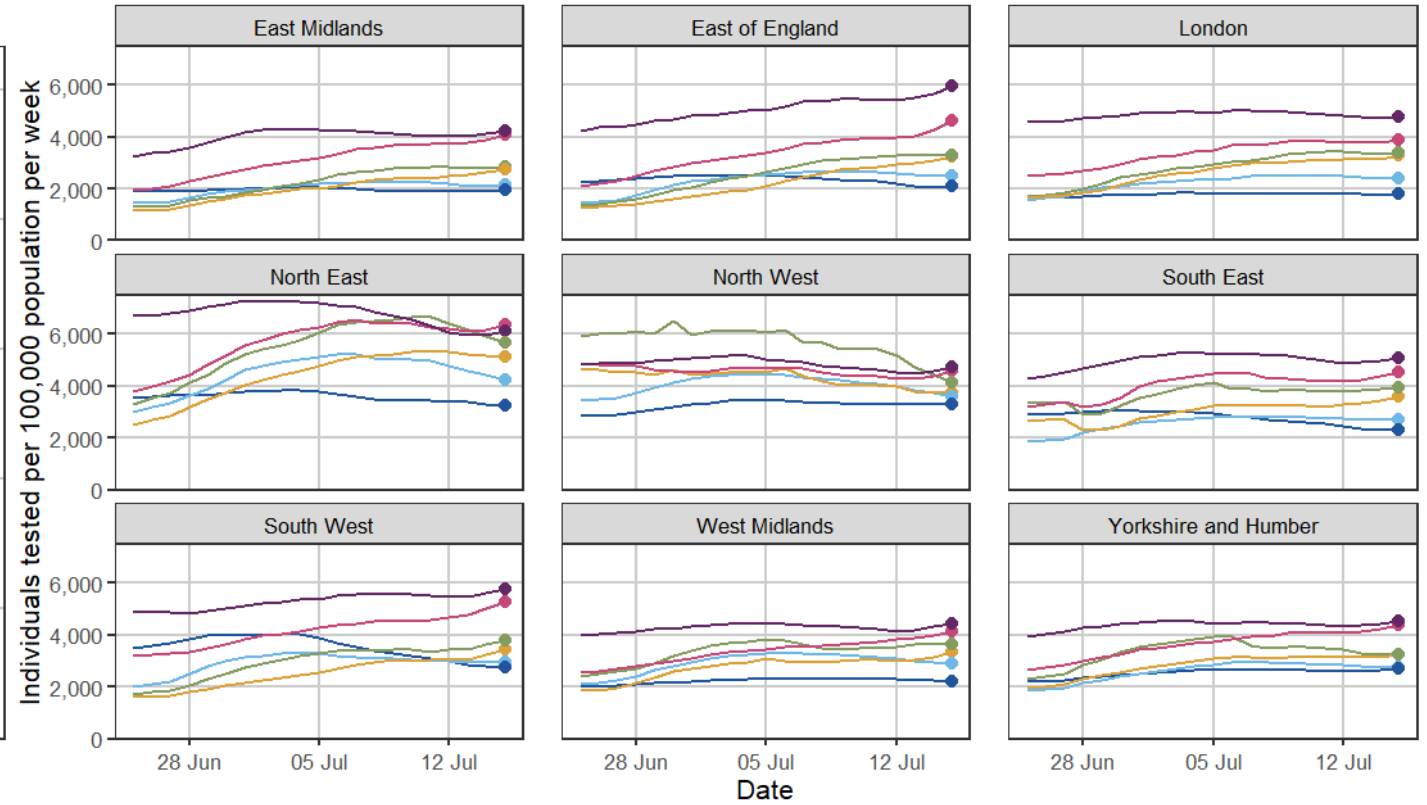 East Midlands East of England London
6,000
4,000
2,000
0
North East North West South East
6,000
4,000
2,000
0
South West West Midlands Yorkshire and Humber
6,000
4,000
2,000
0
28 Jun 05 Jul 12 Jul 28 Jun 05 Jul 12 Jul 28 Jun 05 Jul 12 Jul
Date
Individuals tested per 100,000 population per week